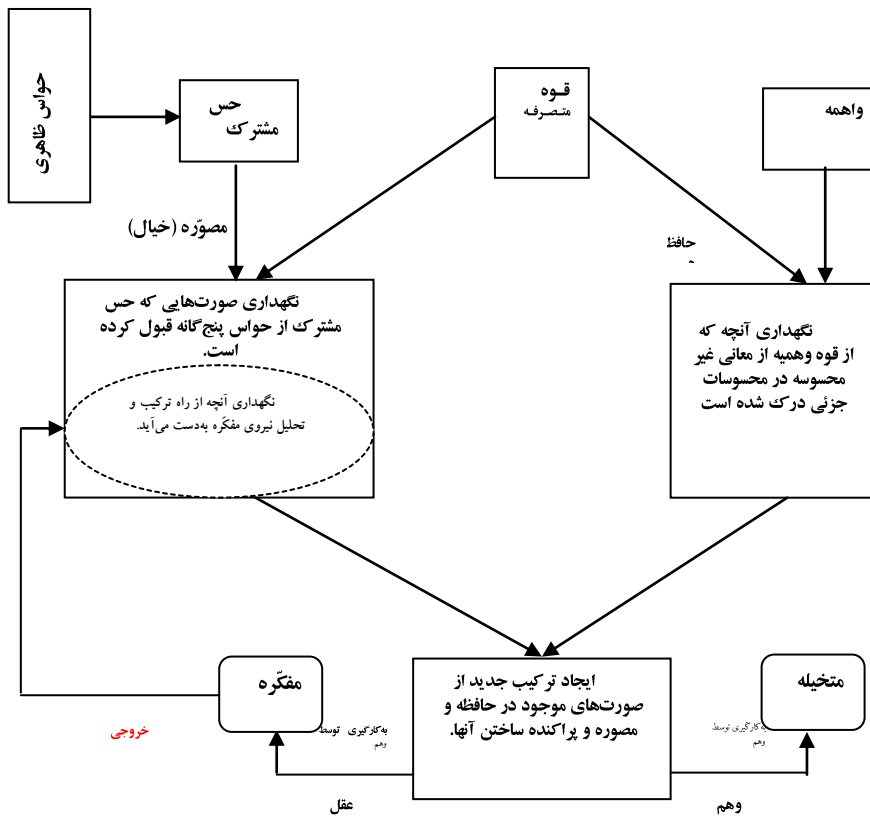 حواس ظاهری
حس
مشترک
قـوه
متـصـرفـه
واهمه
مصوّره (خیال)
حافظ
ه
نگهداری صورت‌هایی که حس
مشترک از حواس پنج‌گانه قبول کرده
است.
نگهداری آنچه از راه ترکیب و
تحلیل نیروی مفکّره به‌دست می‌آید.
نگهداری آنچه که
از قوه وهمیه از معانی غیر
محسوسه در محسوسات
جزئی درک شده است
مفکّره
ایجاد ترکیب جدید از
صورت‌های موجود در حافظه و
مصوره و پراکنده ساختن آنها.
متخیله
خروجی
به‌کارگیری توسط
وهم
به‌کارگیری توسط
وهم
عقل
وهم